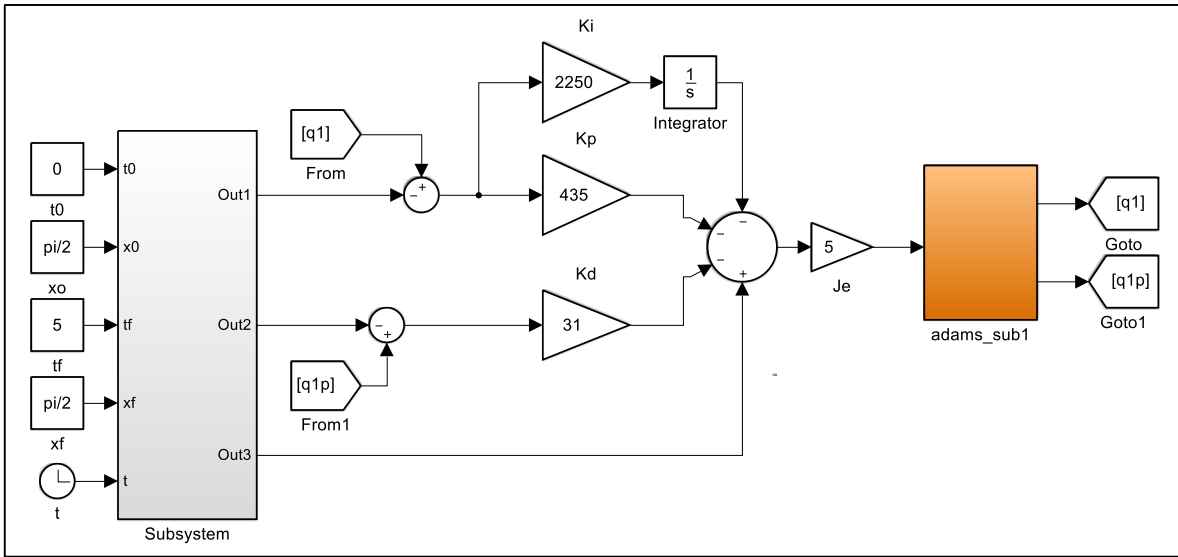 Ki
2250
1
s
Integrator
[q1]
From
Kp
435
0
t0
t0
Out1
pi/2
x0
xo
5
tf
tf
Out2
pi/2
xf
xf
t
t
Out3
Subsystem
[q1p]
From1
Kd
31
5
Je
adams_sub1
[q1]
Goto
[q1p]
Goto1
− +
− +
−
−
−
+